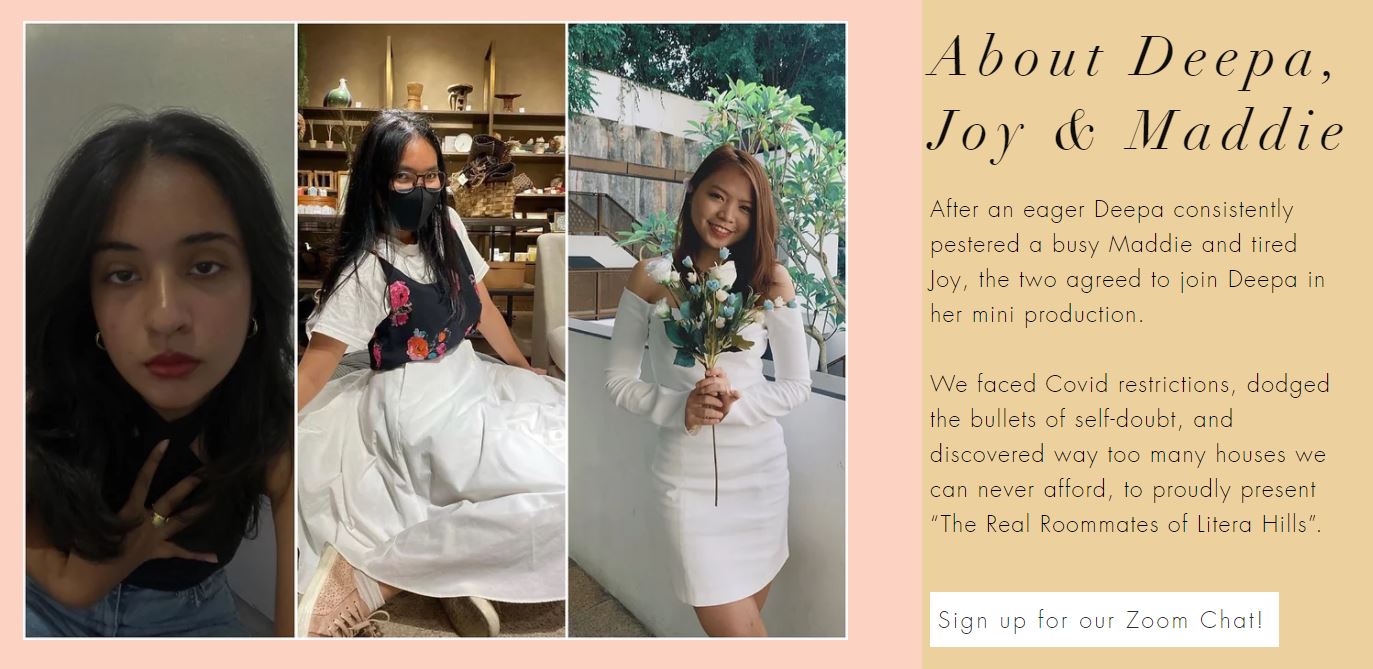 About Deepa,
Joy & Maddie
After an eager Deepa consistently
pestered a busy Maddie and tired
Joy, the two agreed to join Deepa in
her mini production.
We faced Covid restrictions, dodged
the bullets of self-doubt, and
discovered way too many houses we
can never afford, to proudly present
“The Real Roommates of Litera Hills”.
Sign up for our Zoom Chat!